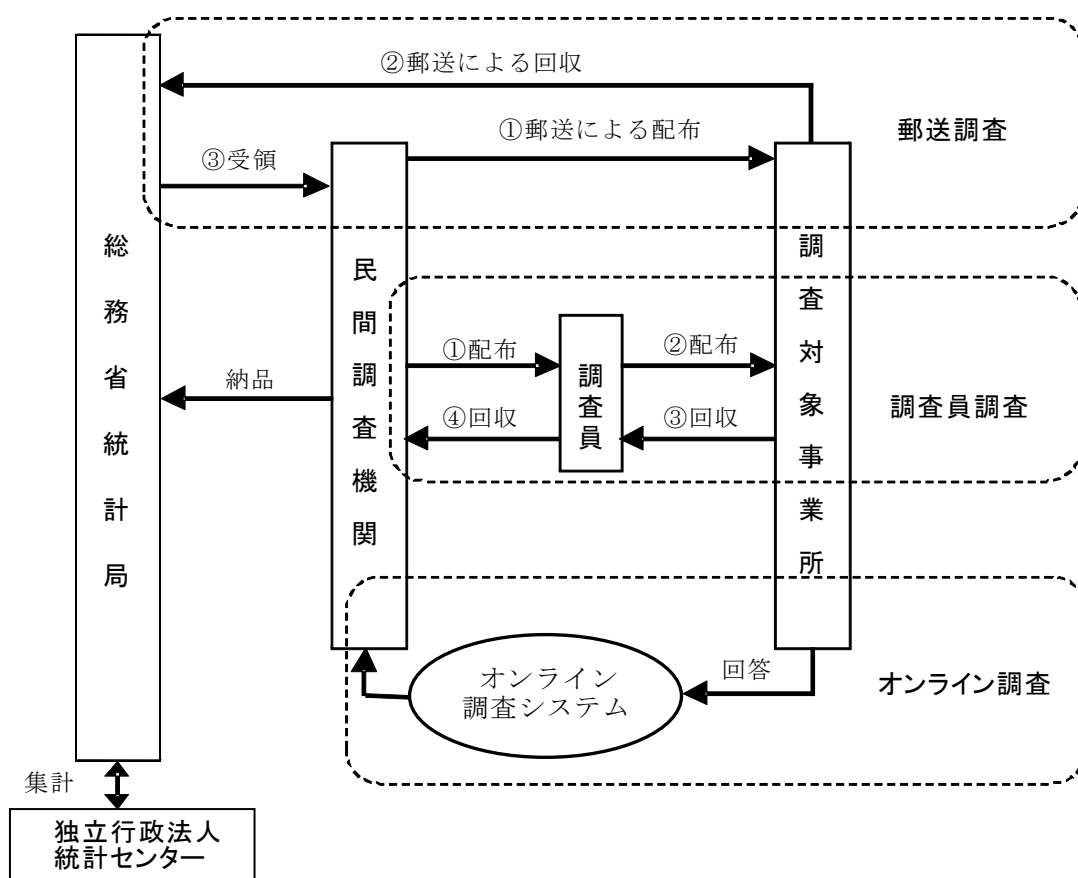 ②郵送による回収
①郵送による配布
郵送調査
③受領
総務省統計局
民間調査機関
調査対象事業所
①配布
②配布
調査員
納品
④回収
③回収
調査員調査
回答
オンライン
調査システム
オンライン調査
集計
独立行政法人
統計センター